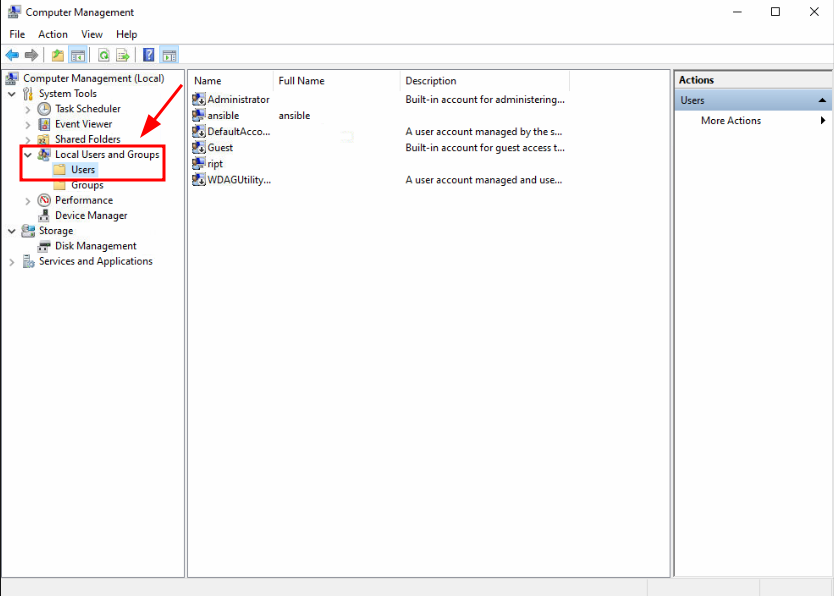 Computer Management
File Action View Help
Computer Management (Local)
System Tools
Task Scheduler
Event Viewer
Shared Folders
Local Users and Groups
Users
Groups
Performance
Device Manager
Storage
Disk Management
Services and Applications
Name Full Name Description
Administrator Built-in account for administering...
ansible ansible
DefaultAcco... A user account managed by the s...
Guest Built-in account for guest access t...
ript
WDAGUtility... A user account managed and use...
Actions
Users
More Actions